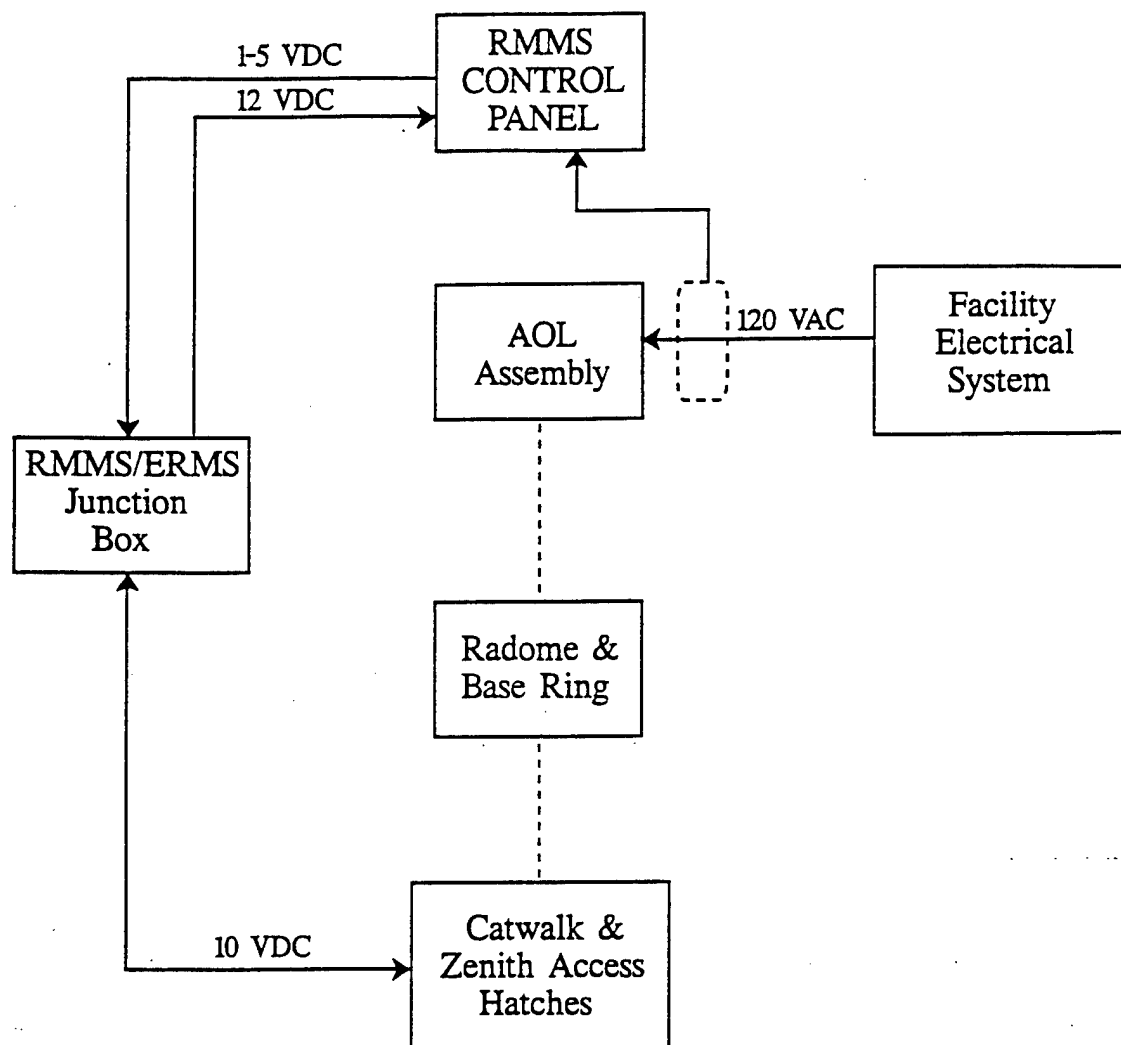 1-5 VDC
12 VDC
RMMS
CONTROL
PANEL
AOL
Assembly
120 VAC
Facility
Electrical
System
RMMS/ERMS
Junction
Box
Radome &
Base Ring
10 VDC
Catwalk &
Zenith Access
Hatches